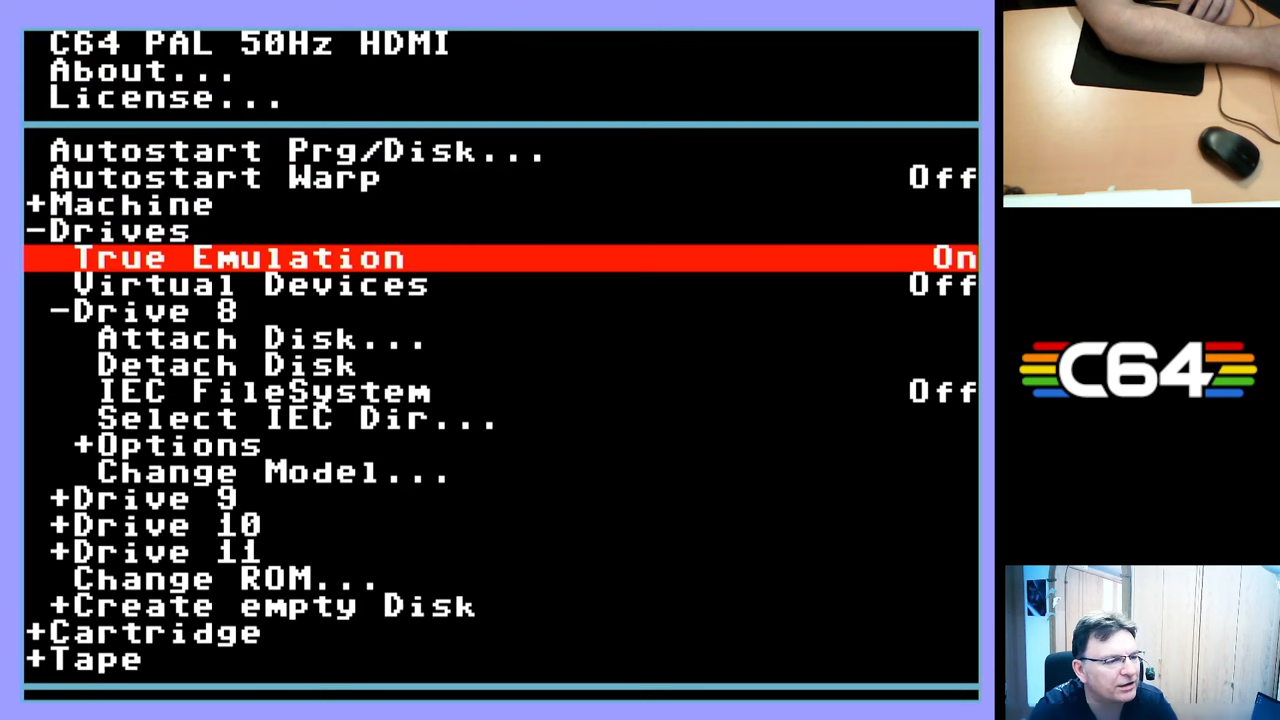 C64 PAL 50Hz HDMI
About...
License...
Autostart Prg/Disk...
Autostart Warp Off
+Machine
-Drives
True Emulation On
Virtual Devices Off
-Drive 8
Attach Disk...
Detach Disk
IEC FileSystem Off
Select IEC Dir...
+Options
Change Model...
+Drive 9
+Drive 10
+Drive 11
Change ROM...
+Create empty Disk
+Cartridge
+Tape
C64